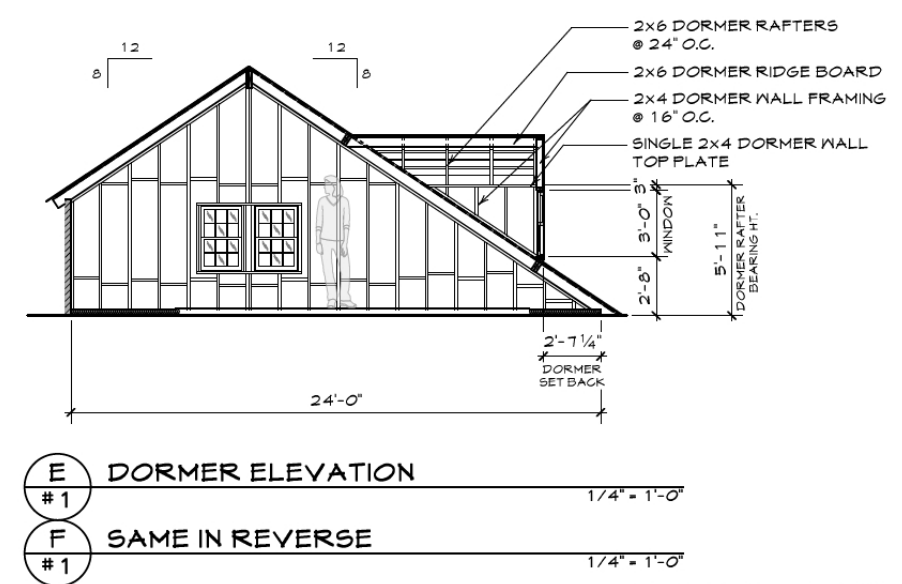 2x6 DORMER RAFTERS
@ 24" O.C.
12
12
8
8
2x6 DORMER RIDGE BOARD
2x4 DORMER WALL FRAMING
@ 16" O.C.
SINGLE 2x4 DORMER WALL
TOP PLATE
3"
3'-0"
WINDOW
2'-8"
5'-11"
DORMER RAFTER
BEARING HT.
2'-7 1/4"
DORMER
SET BACK
24'-0"
E
#1
DORMER ELEVATION
1/4" = 1'-0"
F
#1
SAME IN REVERSE
1/4" = 1'-0"